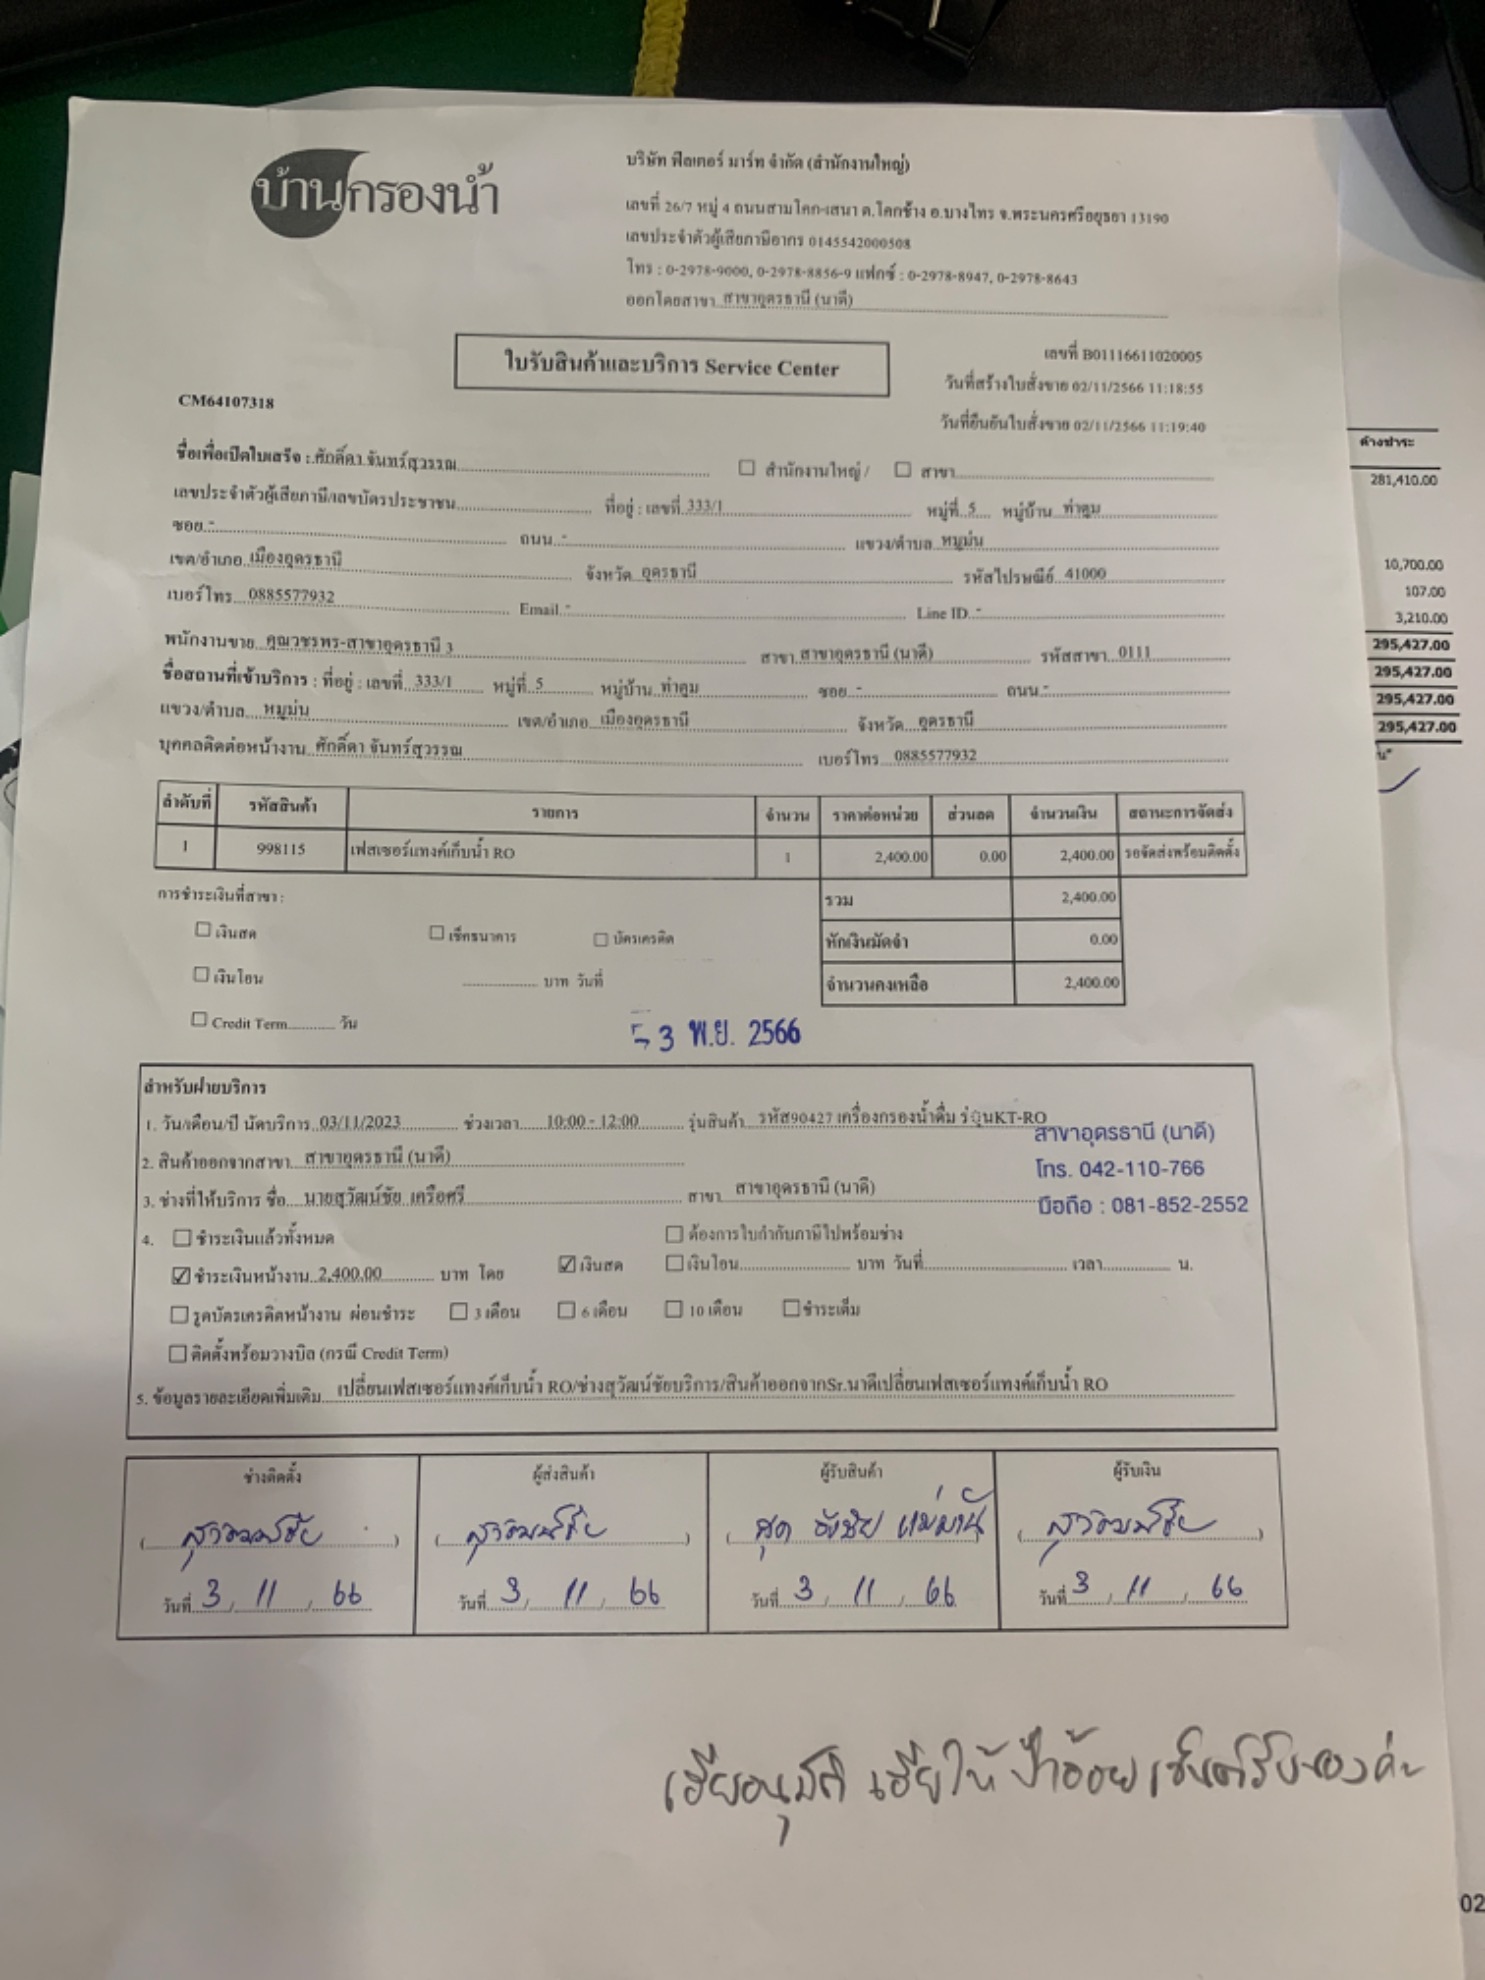 บ้านกรองน้ำ
บริษัท ฟิลเตอร์ มาร์ท จำกัด (สำนักงานใหญ่)
เลขที่ 26/7 หมู่ 4 ถนนสามโคก-เสนา ต.โคกช้าง อ.บางไทร จ.พระนครศรีอยุธยา 13190
เลขประจำตัวผู้เสียภาษีอากร 0145542000508
โทร : 0-2978-9000, 0-2978-8856-9 แฟกซ์ : 0-2978-8947, 0-2978-8643
ออกโดยสาขา สาขาอุดรธานี (นาดี)
ใบรับสินค้าและบริการ Service Center
เลขที่ B01116611020005
วันที่สร้างใบสั่งขาย 02/11/2566 11:18:55
วันที่ยืนยันใบสั่งขาย 02/11/2566 11:19:40
CM64107318
ชื่อเพื่อเปิดใบเสร็จ : ศักดิ์ดา จันทร์สุวรรณ สำนักงานใหญ่ / สาขา
เลขประจำตัวผู้เสียภาษี/เลขบัตรประชาชน ที่อยู่ : เลขที่ 333/1 หมู่ที่ 5 หมู่บ้าน ท่าตูม
ซอย - ถนน - แขวง/ตำบล หมูม่น
เขต/อำเภอ เมืองอุดรธานี จังหวัด อุดรธานี รหัสไปรษณีย์ 41000
เบอร์โทร 0885577932 Email - Line ID -
พนักงานขาย คุณวชรพร-สาขาอุดรธานี 3 สาขา สาขาอุดรธานี (นาดี) รหัสสาขา 0111
ชื่อสถานที่เข้าบริการ : ที่อยู่ : เลขที่ 333/1 หมู่ที่ 5 หมู่บ้าน ท่าตูม ซอย - ถนน -
แขวง/ตำบล หมูม่น เขต/อำเภอ เมืองอุดรธานี จังหวัด อุดรธานี
บุคคลติดต่อหน้างาน ศักดิ์ดา จันทร์สุวรรณ เบอร์โทร 0885577932
ลำดับที่ รหัสสินค้า รายการ จำนวน ราคาต่อหน่วย ส่วนลด จำนวนเงิน สถานะการจัดส่ง
1 998115 เฟสเชอร์แทงค์เก็บน้ำ RO 1 2,400.00 0.00 2,400.00 รอจัดส่งพร้อมติดตั้ง
การชำระเงินที่สาขา : รวม 2,400.00
เงินสด เช็คธนาคาร บัตรเครดิต หักเงินมัดจำ 0.00
เงินโอน บาท วันที่ จำนวนคงเหลือ 2,400.00
Credit Term วัน
3 พ.ย. 2566
สำหรับฝ่ายบริการ
1. วัน/เดือน/ปี นัดบริการ 03/11/2023 ช่วงเวลา 10:00 - 12:00 รุ่นสินค้า รหัส90427 เครื่องกรองน้ำดื่ม รุ่นKT-RO
2. สินค้าออกจากสาขา สาขาอุดรธานี (นาดี)
3. ช่างที่ให้บริการ ชื่อ นายสุวัฒน์ชัย เครือศรี สาขา สาขาอุดรธานี (นาดี)
สาขาอุดรธานี (นาดี)
โทร. 042-110-766
มือถือ : 081-852-2552
4. ชำระเงินแล้วทั้งหมด ต้องการใบกำกับภาษีไปพร้อมช่าง
ชำระเงินหน้างาน 2,400.00 บาท โดย เงินสด เงินโอน บาท วันที่ เวลา น.
รูดบัตรเครดิตหน้างาน ผ่อนชำระ 3 เดือน 6 เดือน 10 เดือน ชำระเต็ม
ติดตั้งพร้อมวางบิล (กรณี Credit Term)
5. ข้อมูลรายละเอียดเพิ่มเติม เปลี่ยนเฟสเชอร์แทงค์เก็บน้ำ RO/ช่างสุวัฒน์ชัยบริการ/สินค้าออกจากSr.นาดีเปลี่ยนเฟสเชอร์แทงค์เก็บน้ำ RO
ช่างติดตั้ง ผู้ส่งสินค้า ผู้รับสินค้า ผู้รับเงิน
สุวัฒน์ชัย สุวัฒน์ชัย แม่บ้าน สุวัฒน์ชัย
วันที่ 3 / 11 / 66 วันที่ 3 / 11 / 66 วันที่ 3 / 11 / 66 วันที่ 3 / 11 / 66
เฮียอนุมัติ เฮียให้ ป้าอ้อย เซ็นต์รับของค่ะ
ค้างชำระ
281,410.00
10,700.00
107.00
3,210.00
295,427.00
295,427.00
295,427.00
295,427.00
02